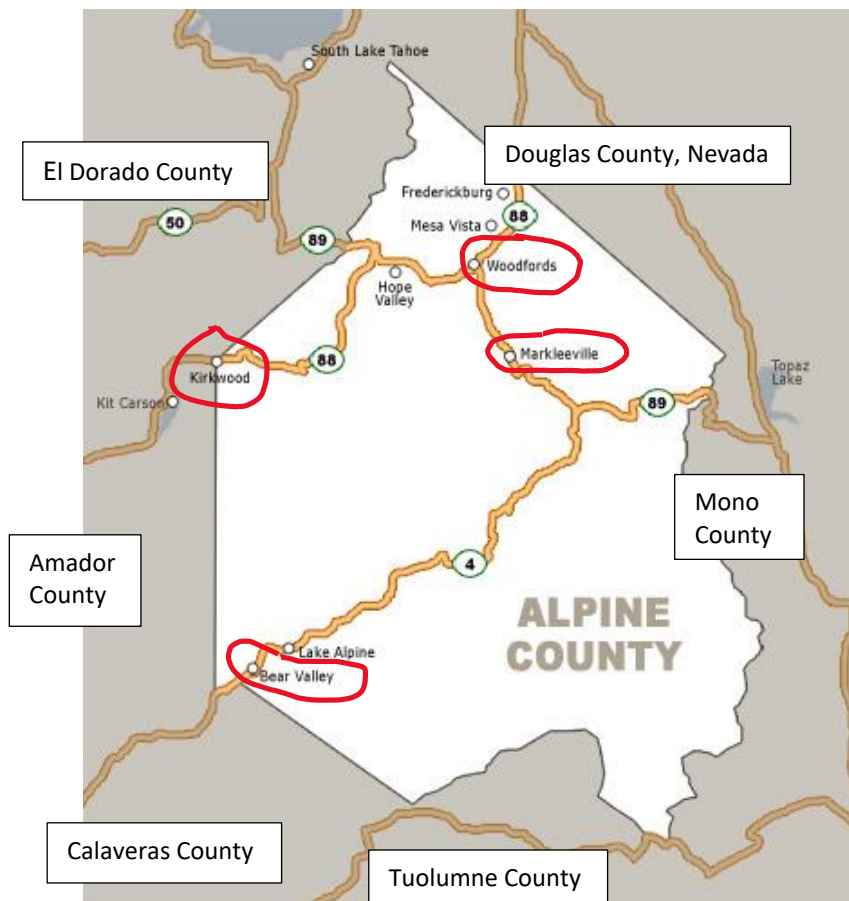 South Lake Tahoe
El Dorado County
Douglas County, Nevada
Frederickburg
50
88
Mesa Vista
89
Woodfords
Hope
Valley
Markleeville
Kirkwood
88
Topaz
Lake
Kit Carson
89
Mono
County
Amador
County
4
ALPINE
COUNTY
Lake Alpine
Bear Valley
Calaveras County
Tuolumne County